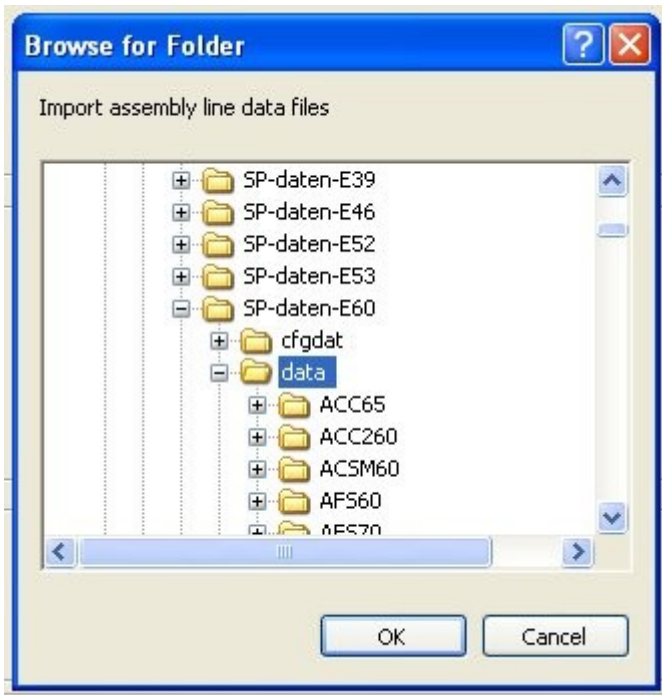 Browse for Folder
Import assembly line data files
SP-daten-E39
SP-daten-E46
SP-daten-E52
SP-daten-E53
SP-daten-E60
cfgdat
data
ACC65
ACC260
ACSM60
AFS60
AFS70
OK Cancel